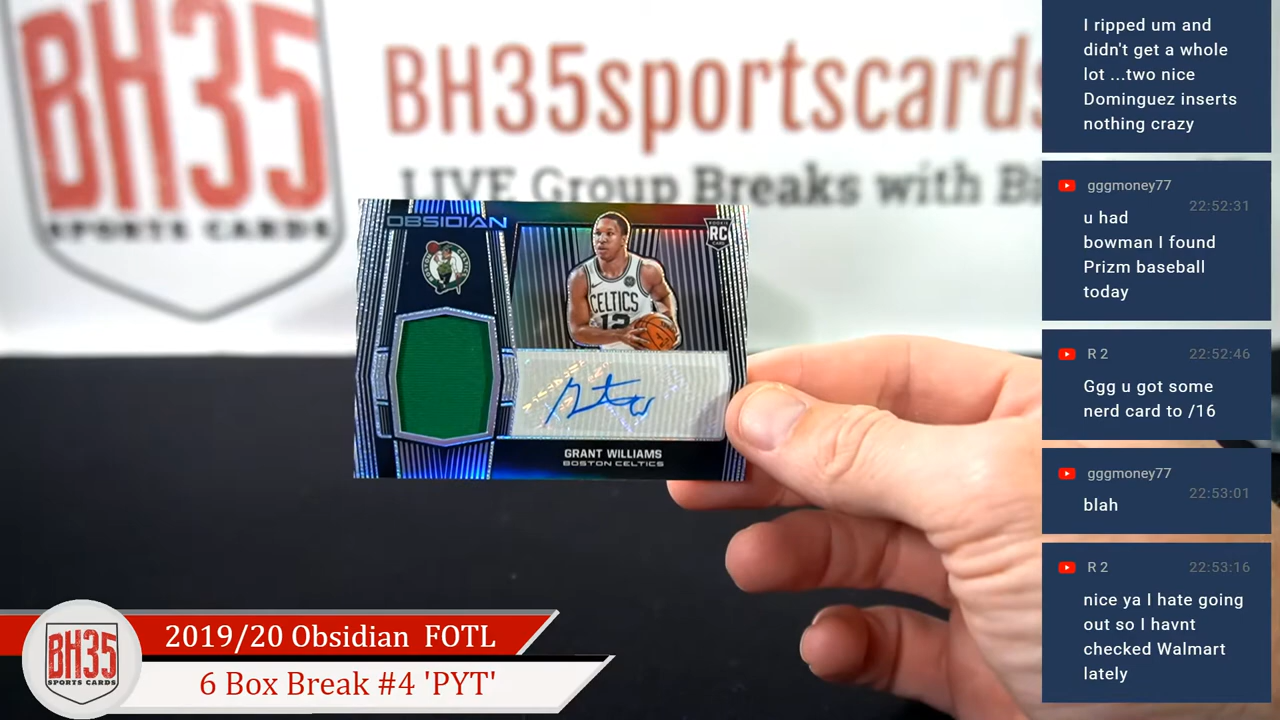 BH35
SPORTS CARDS
BH35sportscards
LIVE Group Breaks with
OBSIDIAN
ROOKIE
RC
CARD
BOSTON CELTICS
CELTICS
12
GRANT WILLIAMS
BOSTON CELTICS
2019/20 Obsidian FOTL
6 Box Break #4 'PYT'
BH35
SPORTS CARDS
I ripped um and
didn't get a whole
lot ...two nice
Dominguez inserts
nothing crazy
gggmoney77
22:52:31
u had
bowman I found
Prizm baseball
today
R 2
22:52:46
Ggg u got some
nerd card to /16
gggmoney77
22:53:01
blah
R 2
22:53:16
nice ya I hate going
out so I havnt
checked Walmart
lately